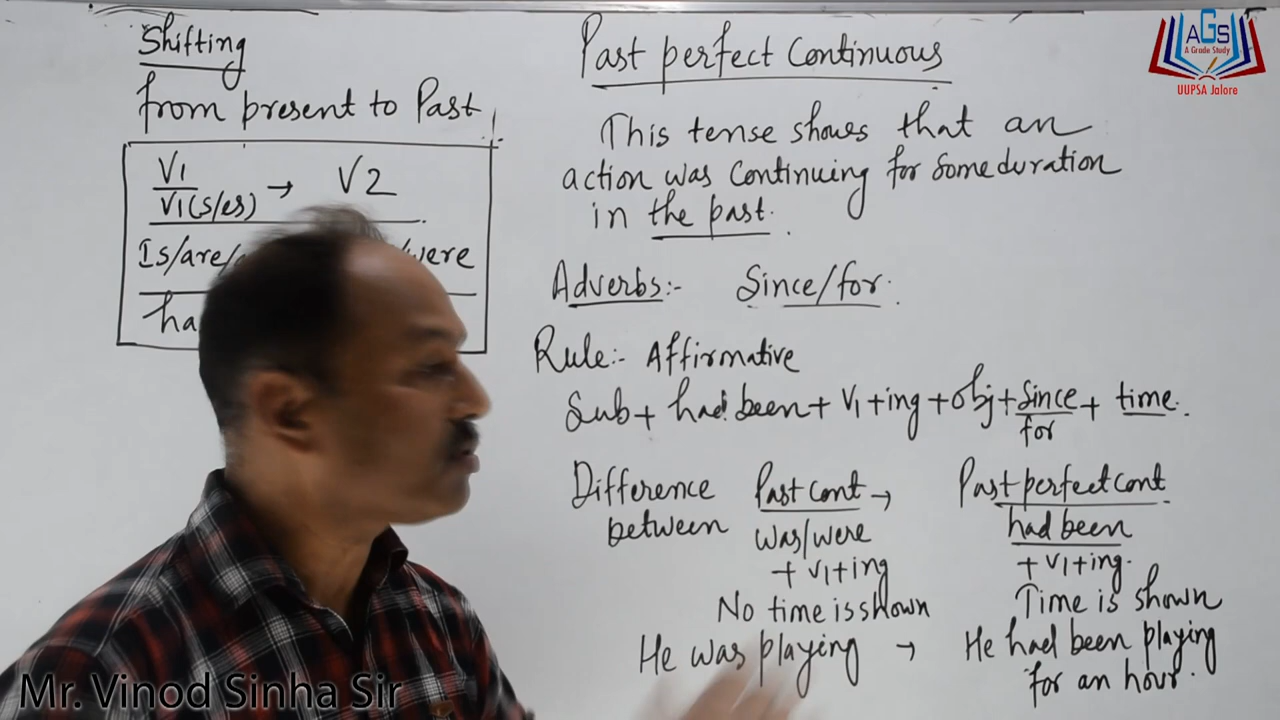 Shifting
from present to Past
V1
V1(s/es) → V2
Is/are/ were
ha
Past perfect Continuous
This tense shows that an
action was continuing for some duration
in the past.
Adverbs:- Since/for.
Rule:- Affirmative
Sub + had been + V1+ing + obj + since + time.
for
Difference Past cont → Past perfect cont
between was/were had been
+ V1+ing + V1+ing.
No time is shown Time is shown
He was playing → He had been playing
for an hour.
AGS
A Grade Study
UUPSA Jalore
Mr. Vinod Sinha Sir